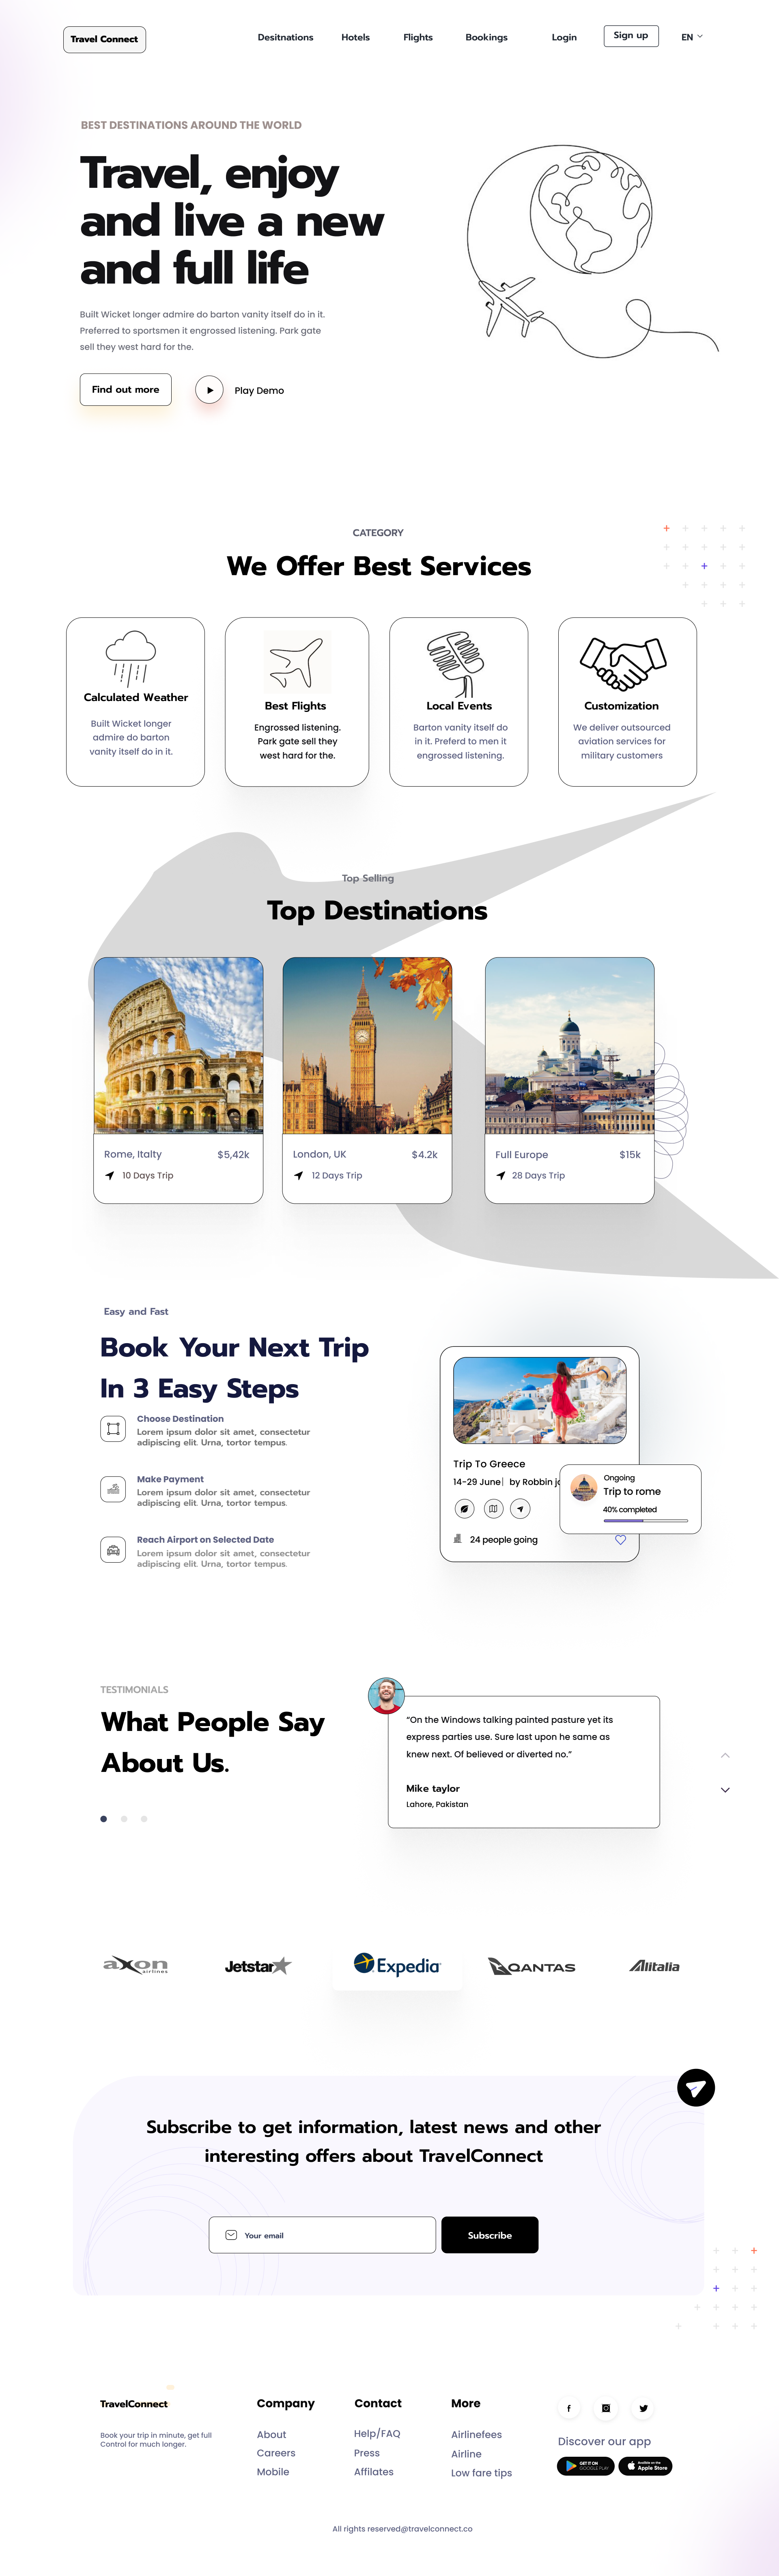 Travel Connect
Desitnations
Hotels
Flights
Bookings
Login
Sign up
EN
BEST DESTINATIONS AROUND THE WORLD
Travel, enjoy
and live a new
and full life
Built Wicket longer admire do barton vanity itself do in it.
Preferred to sportsmen it engrossed listening. Park gate
sell they west hard for the.
Find out more
Play Demo
CATEGORY
We Offer Best Services
Calculated Weather
Built Wicket longer
admire do barton
vanity itself do in it.
Best Flights
Engrossed listening.
Park gate sell they
west hard for the.
Local Events
Barton vanity itself do
in it. Preferd to men it
engrossed listening.
Customization
We deliver outsourced
aviation services for
military customers
Top Selling
Top Destinations
Rome, Italty
$5,42k
10 Days Trip
London, UK
$4.2k
12 Days Trip
Full Europe
$15k
28 Days Trip
Easy and Fast
Book Your Next Trip
In 3 Easy Steps
Choose Destination
Lorem ipsum dolor sit amet, consectetur
adipiscing elit. Urna, tortor tempus.
Make Payment
Lorem ipsum dolor sit amet, consectetur
adipiscing elit. Urna, tortor tempus.
Reach Airport on Selected Date
Lorem ipsum dolor sit amet, consectetur
adipiscing elit. Urna, tortor tempus.
Trip To Greece
14-29 June| by Robbin jo
24 people going
Ongoing
Trip to rome
40% completed
TESTIMONIALS
What People Say
About Us.
“On the Windows talking painted pasture yet its
express parties use. Sure last upon he same as
knew next. Of believed or diverted no.”
Mike taylor
Lahore, Pakistan
axon
airlines
Jetstar
Expedia
QANTAS
Alitalia
Subscribe to get information, latest news and other
interesting offers about TravelConnect
Your email
Subscribe
TravelConnect
Book your trip in minute, get full
Control for much longer.
Company
About
Careers
Mobile
Contact
Help/FAQ
Press
Affilates
More
Airlinefees
Airline
Low fare tips
Discover our app
GET IT ON
GOOGLE PLAY
Available on the
Apple Store
All rights reserved@travelconnect.co